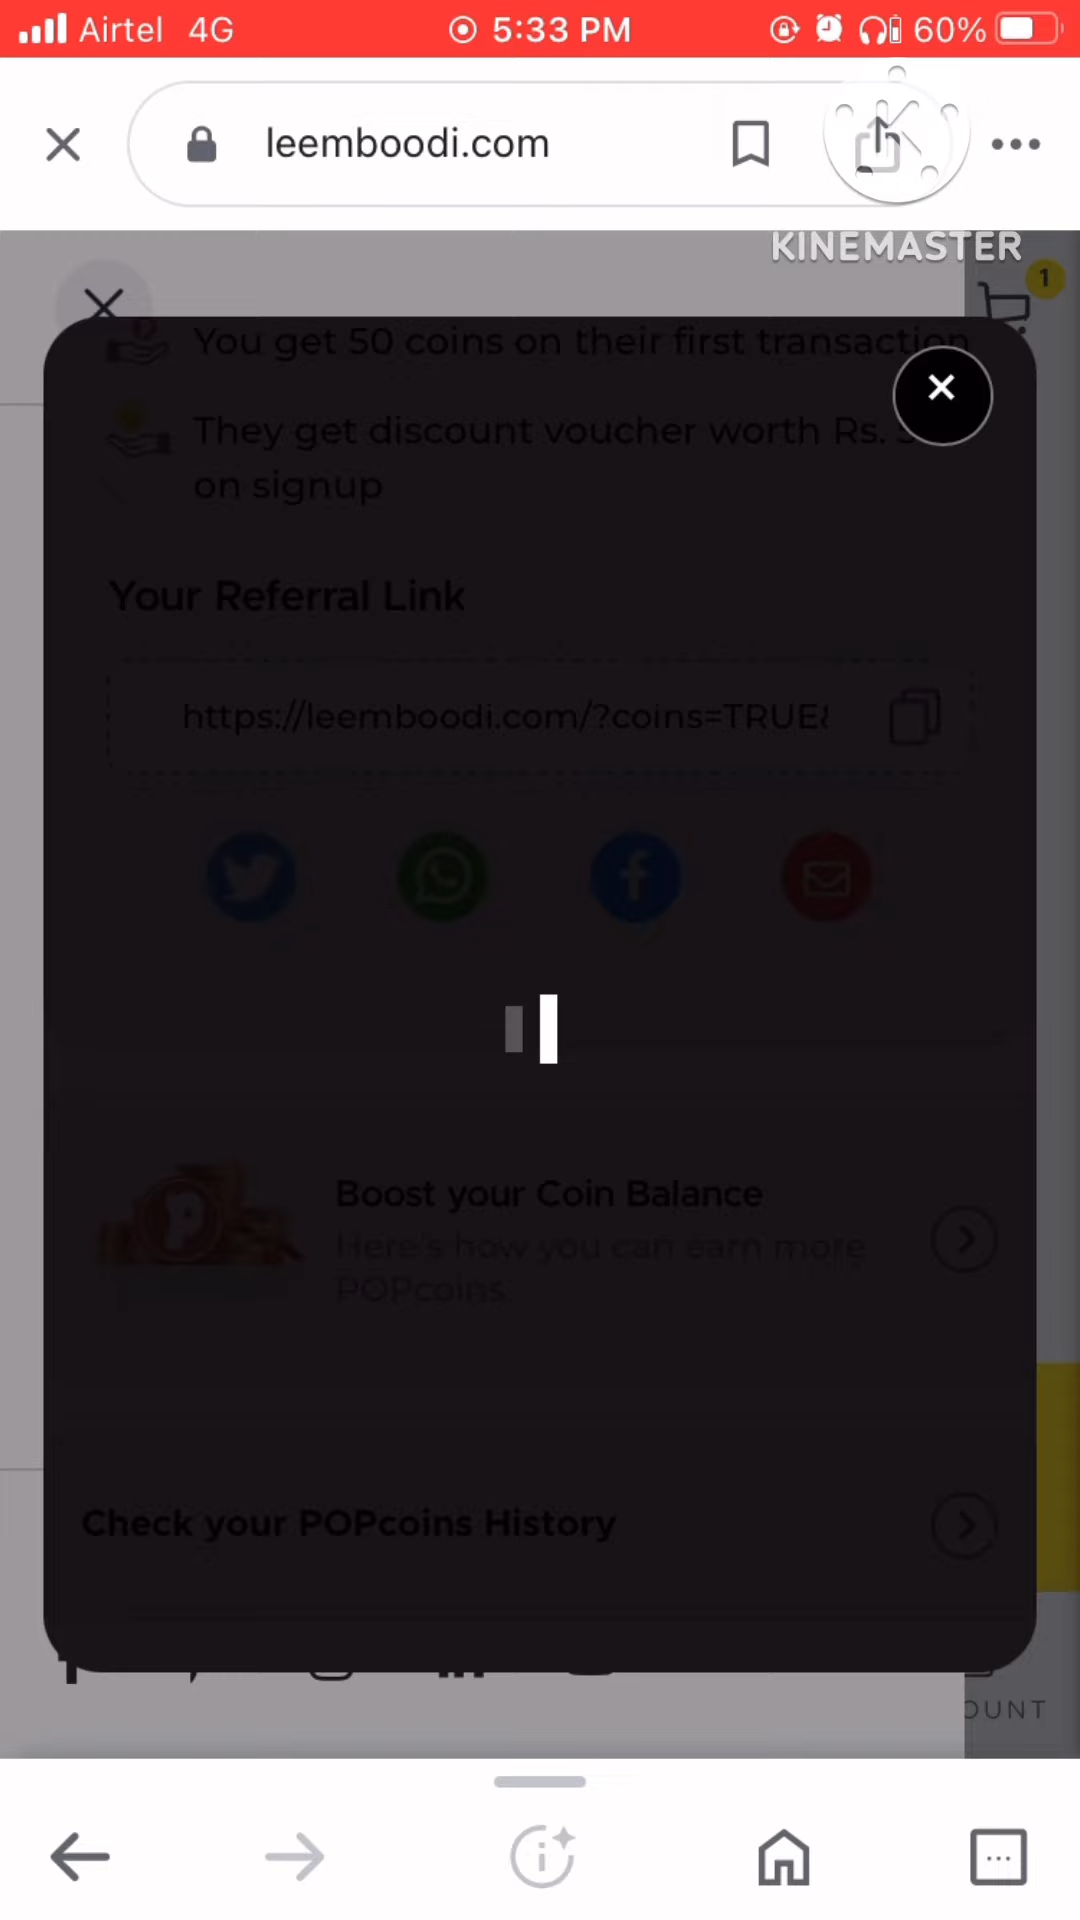 Airtel 4G 5:33 PM 60%
leemboodi.com
KINEMASTER
1
You get 50 coins on their first transaction
They get discount voucher worth Rs.
on signup
Your Referral Link
https://leemboodi.com/?coins=TRUE&
Boost your Coin Balance
Here's how you can earn more
POPcoins
Check your POPcoins History
OUNT